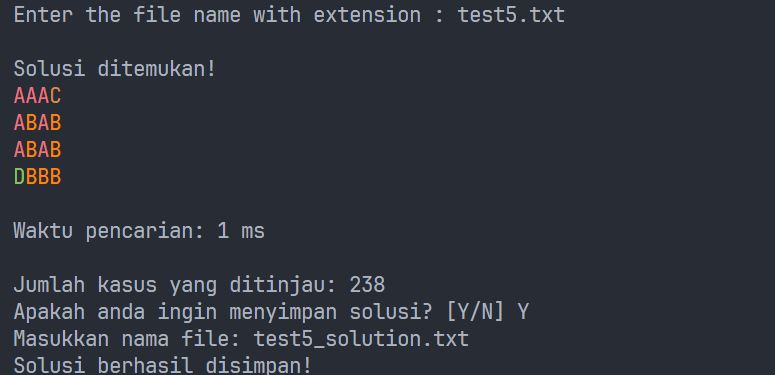 Enter the file name with extension : test5.txt
Solusi ditemukan!
AAAC
ABAB
ABAB
DBBB
Waktu pencarian: 1 ms
Jumlah kasus yang ditinjau: 238
Apakah anda ingin menyimpan solusi? [Y/N] Y
Masukkan nama file: test5_solution.txt
Solusi berhasil disimpan!